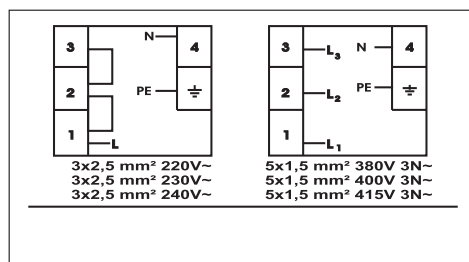 3 N 4
2 PE ⏚
1 L
3x2,5 mm² 220V~
3x2,5 mm² 230V~
3x2,5 mm² 240V~
3 L₃ N 4
2 L₂ PE ⏚
1 L₁
5x1,5 mm² 380V 3N~
5x1,5 mm² 400V 3N~
5x1,5 mm² 415V 3N~